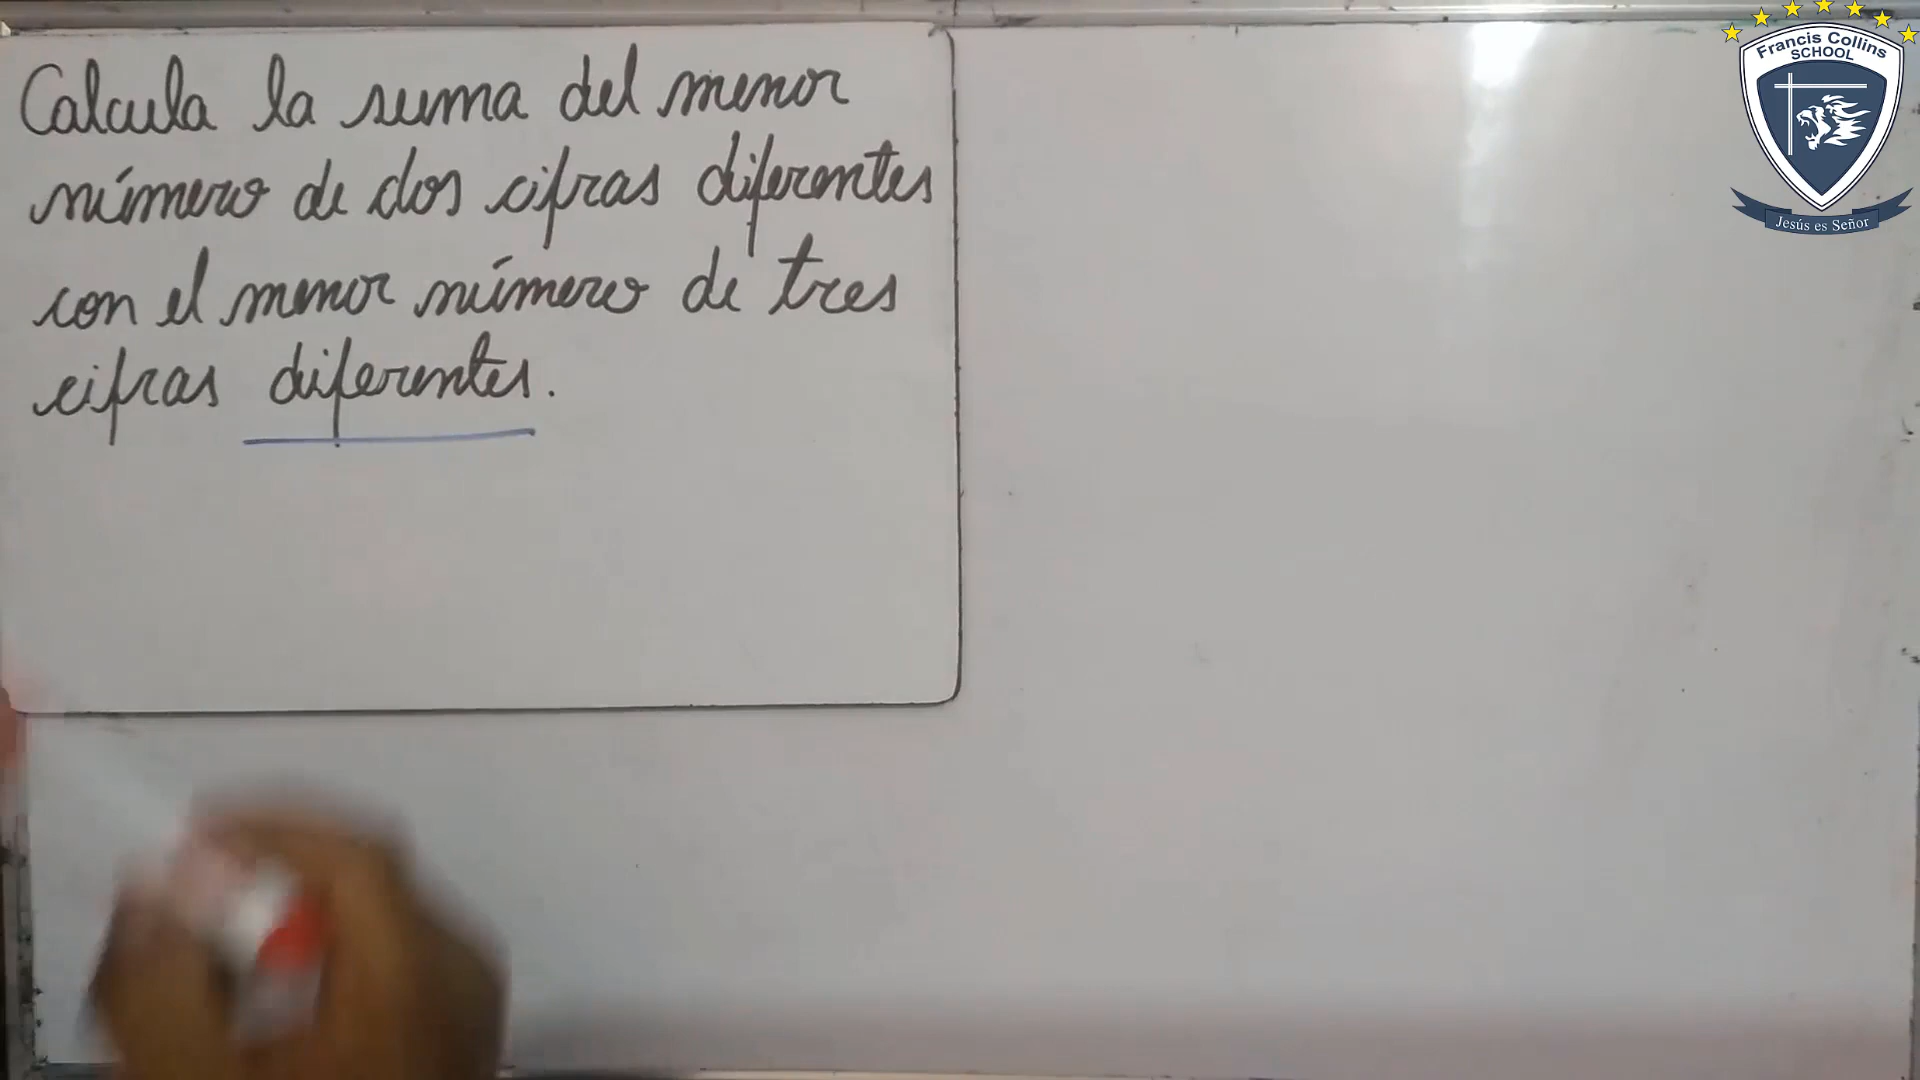 Calcula la suma del menor
número de dos cifras diferentes
con el menor número de tres
cifras diferentes.
Francis Collins
SCHOOL
Jesús es Señor